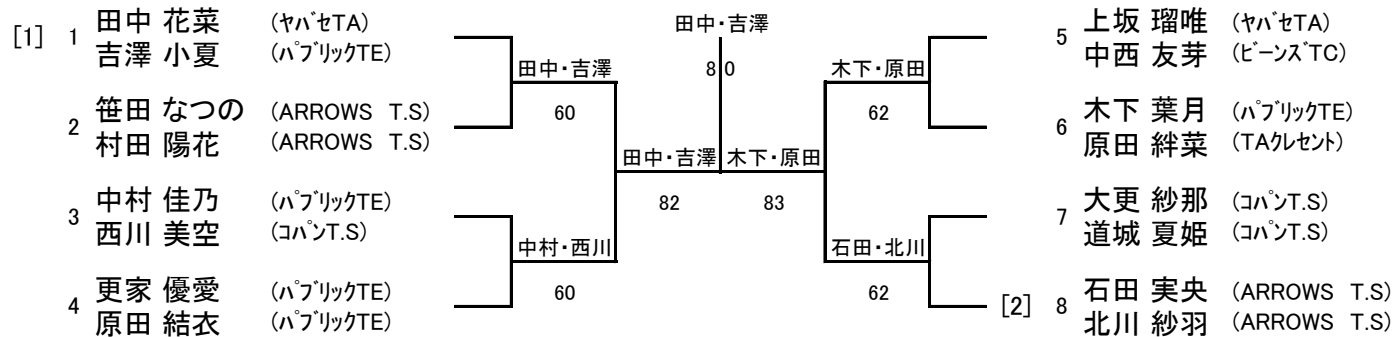 [1] 1 田中 花菜 (ﾔﾊﾞｾTA)
吉澤 小夏 (ﾊﾟﾌﾞﾘｯｸTE)
2 笹田 なつの (ARROWS T.S)
村田 陽花 (ARROWS T.S)
3 中村 佳乃 (ﾊﾟﾌﾞﾘｯｸTE)
西川 美空 (ｺﾊﾟﾝT.S)
4 更家 優愛 (ﾊﾟﾌﾞﾘｯｸTE)
原田 結衣 (ﾊﾟﾌﾞﾘｯｸTE)
田中・吉澤
60
中村・西川
60
田中・吉澤
82
田中・吉澤
8 0
木下・原田
83
木下・原田
62
石田・北川
62
5 上坂 瑠唯 (ﾔﾊﾞｾTA)
中西 友芽 (ﾋﾞｰﾝｽﾞTC)
6 木下 葉月 (ﾊﾟﾌﾞﾘｯｸTE)
原田 絆菜 (TAｸﾚｾﾝﾄ)
7 大更 紗那 (ｺﾊﾟﾝT.S)
道城 夏姫 (ｺﾊﾟﾝT.S)
[2] 8 石田 実央 (ARROWS T.S)
北川 紗羽 (ARROWS T.S)